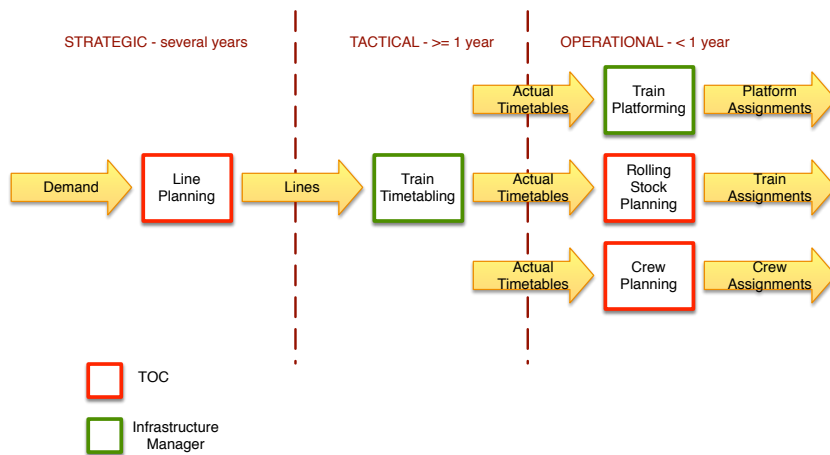 STRATEGIC - several years
TACTICAL - >= 1 year
OPERATIONAL - < 1 year
Actual
Timetables
Train
Platforming
Platform
Assignments
Demand
Line
Planning
Lines
Train
Timetabling
Actual
Timetables
Rolling
Stock
Planning
Train
Assignments
Actual
Timetables
Crew
Planning
Crew
Assignments
TOC
Infrastructure
Manager